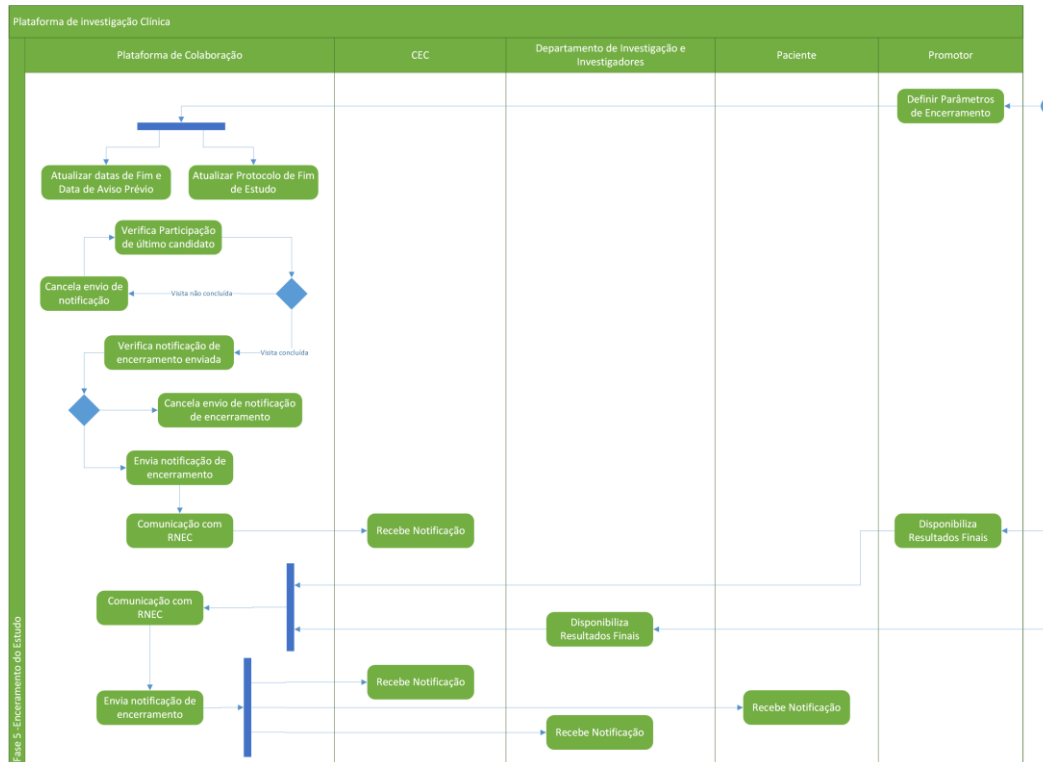 Plataforma de investigação Clínica
Plataforma de Colaboração
CEC
Departamento de Investigação e
Investigadores
Paciente
Promotor
Definir Parâmetros
de Encerramento
Atualizar datas de Fim e
Data de Aviso Prévio
Atualizar Protocolo de Fim
de Estudo
Verifica Participação
de último candidato
Cancela envio de
notificação
Visita não concluída
Verifica notificação de
encerramento enviada
Visita concluída
Cancela envio de notificação
de encerramento
Envia notificação de
encerramento
Comunicação com
RNEC
Recebe Notificação
Disponibiliza
Resultados Finais
Comunicação com
RNEC
Disponibiliza
Resultados Finais
Recebe Notificação
Envia notificação de
encerramento
Recebe Notificação
Recebe Notificação
Fase 5 -Enceramento do Estudo